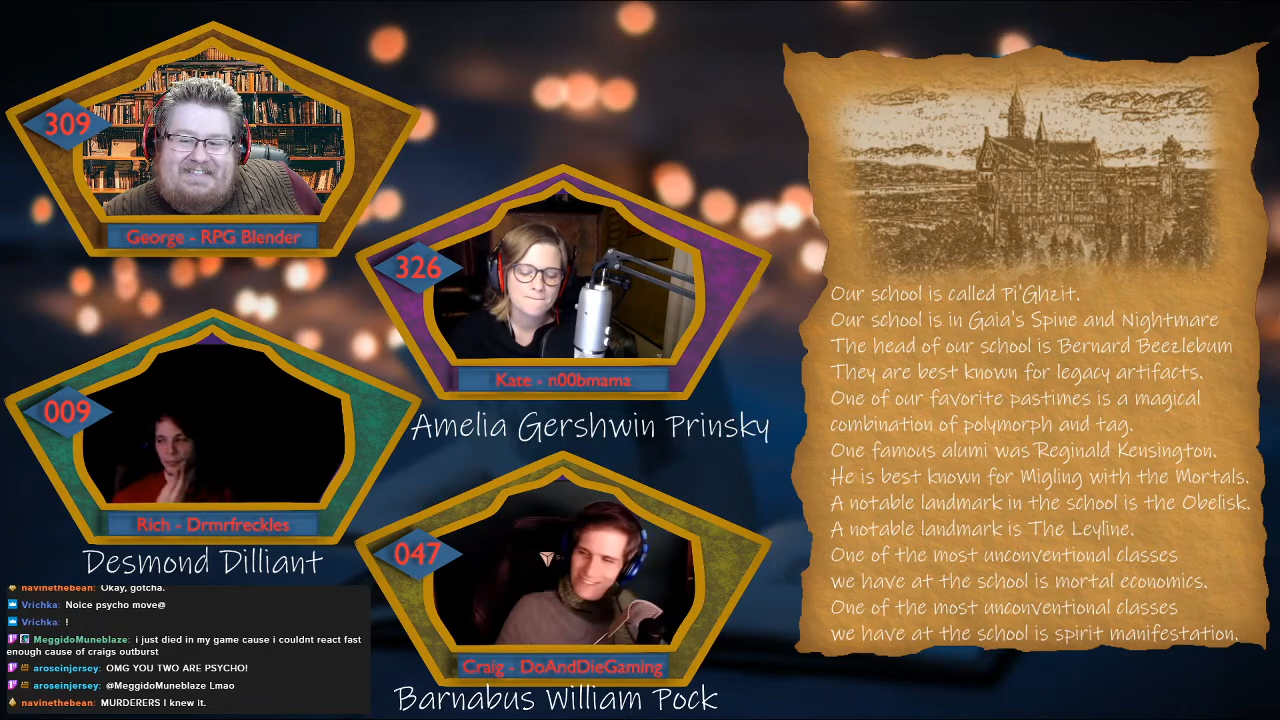 309
George - RPG Blender
326
Kate - n00bmama
Amelia Gershwin Prinsky
009
Rich - Drmrfreckles
Desmond Dilliant
047
Craig - DoAndDieGaming
Barnabus William Pock
navinethebean: Okay, gotcha.
Vrichka: Noice psycho move@
Vrichka: !
MeggidoMuneblaze: i just died in my game cause i couldnt react fast
enough cause of craigs outburst
aroseinjersey: OMG YOU TWO ARE PSYCHO!
aroseinjersey: @MeggidoMuneblaze Lmao
navinethebean: MURDERERS I knew it.
Our school is called Pi'Ghzit.
Our school is in Gaia's Spine and Nightmare
The head of our school is Bernard Beezlebum
They are best known for legacy artifacts.
One of our favorite pastimes is a magical
combination of polymorph and tag.
One famous alumi was Reginald Kensington.
He is best known for Migling with the Mortals.
A notable landmark in the school is the Obelisk.
A notable landmark is The Leyline.
One of the most unconventional classes
we have at the school is mortal economics.
One of the most unconventional classes
we have at the school is spirit manifestation.